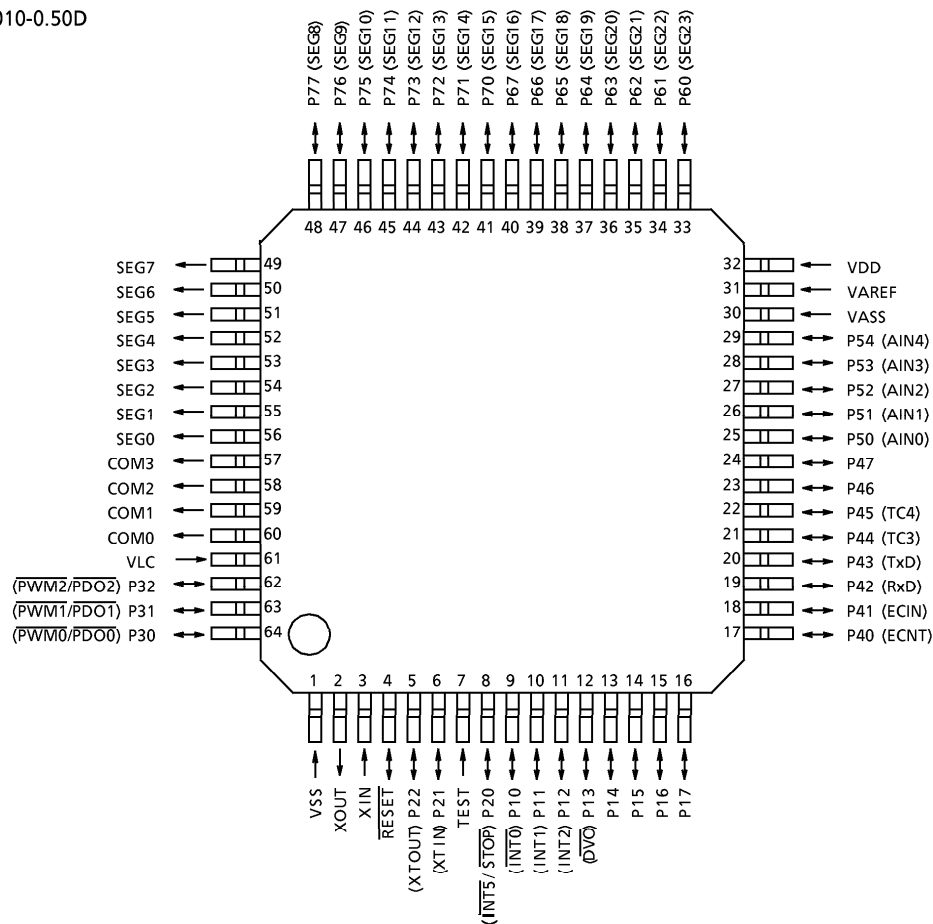 010-0.50D
P77 (SEG8)
P76 (SEG9)
P75 (SEG10)
P74 (SEG11)
P73 (SEG12)
P72 (SEG13)
P71 (SEG14)
P70 (SEG15)
P67 (SEG16)
P66 (SEG17)
P65 (SEG18)
P64 (SEG19)
P63 (SEG20)
P62 (SEG21)
P61 (SEG22)
P60 (SEG23)
48 47 46 45 44 43 42 41 40 39 38 37 36 35 34 33
SEG7 49
SEG6 50
SEG5 51
SEG4 52
SEG3 53
SEG2 54
SEG1 55
SEG0 56
COM3 57
COM2 58
COM1 59
COM0 60
VLC 61
(PWM2/PDO2) P32 62
(PWM1/PDO1) P31 63
(PWM0/PDO0) P30 64
32 VDD
31 VAREF
30 VASS
29 P54 (AIN4)
28 P53 (AIN3)
27 P52 (AIN2)
26 P51 (AIN1)
25 P50 (AIN0)
24 P47
23 P46
22 P45 (TC4)
21 P44 (TC3)
20 P43 (TxD)
19 P42 (RxD)
18 P41 (ECIN)
17 P40 (ECNT)
1 2 3 4 5 6 7 8 9 10 11 12 13 14 15 16
VSS
XOUT
XIN
RESET
(XTOUT) P22
(XTIN) P21
TEST
(INT5/STOP) P20
(INT0) P10
(INT1) P11
(INT2) P12
(DVO) P13
P14
P15
P16
P17